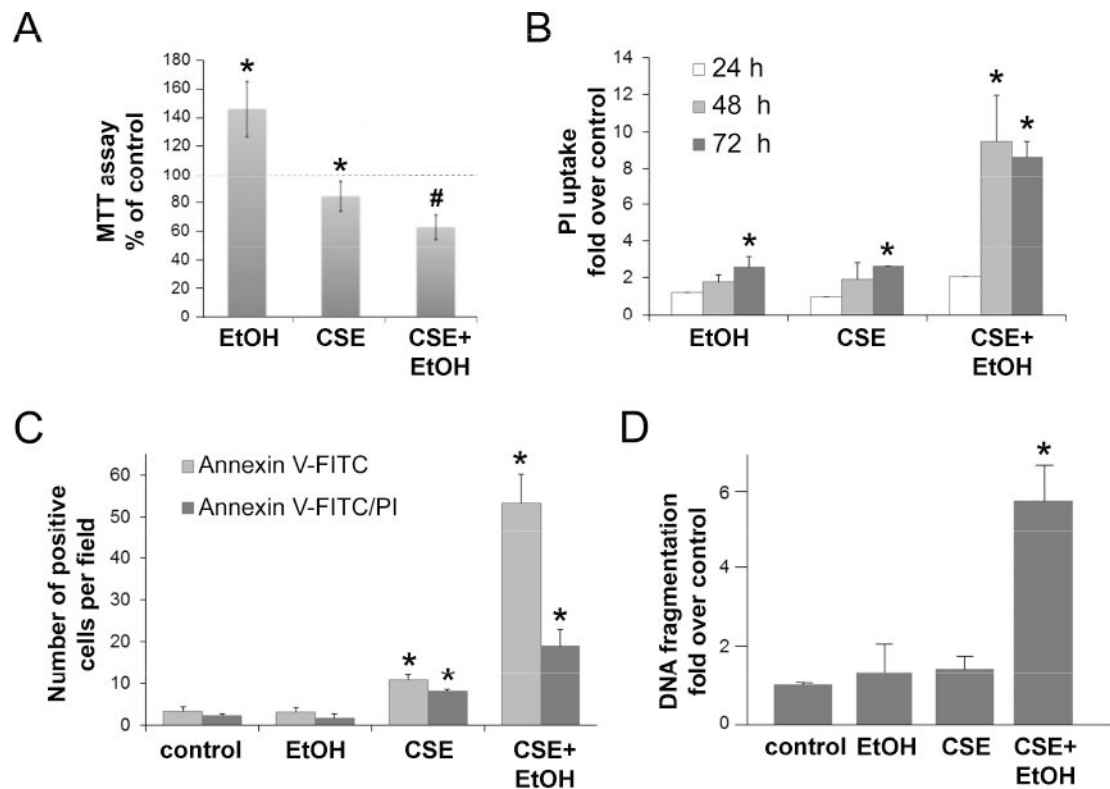 A
MTT assay
% of control
180
160
140
120
100
80
60
40
20
0
*
*
#
EtOH CSE CSE+
EtOH
B
PI uptake
fold over control
14
12
10
8
6
4
2
0
24 h
48 h
72 h
*
*
*
*
EtOH CSE CSE+
EtOH
C
Number of positive
cells per field
60
50
40
30
20
10
0
Annexin V-FITC
Annexin V-FITC/PI
*
*
*
*
control EtOH CSE CSE+
EtOH
D
DNA fragmentation
fold over control
6
4
2
0
*
control EtOH CSE CSE+
EtOH